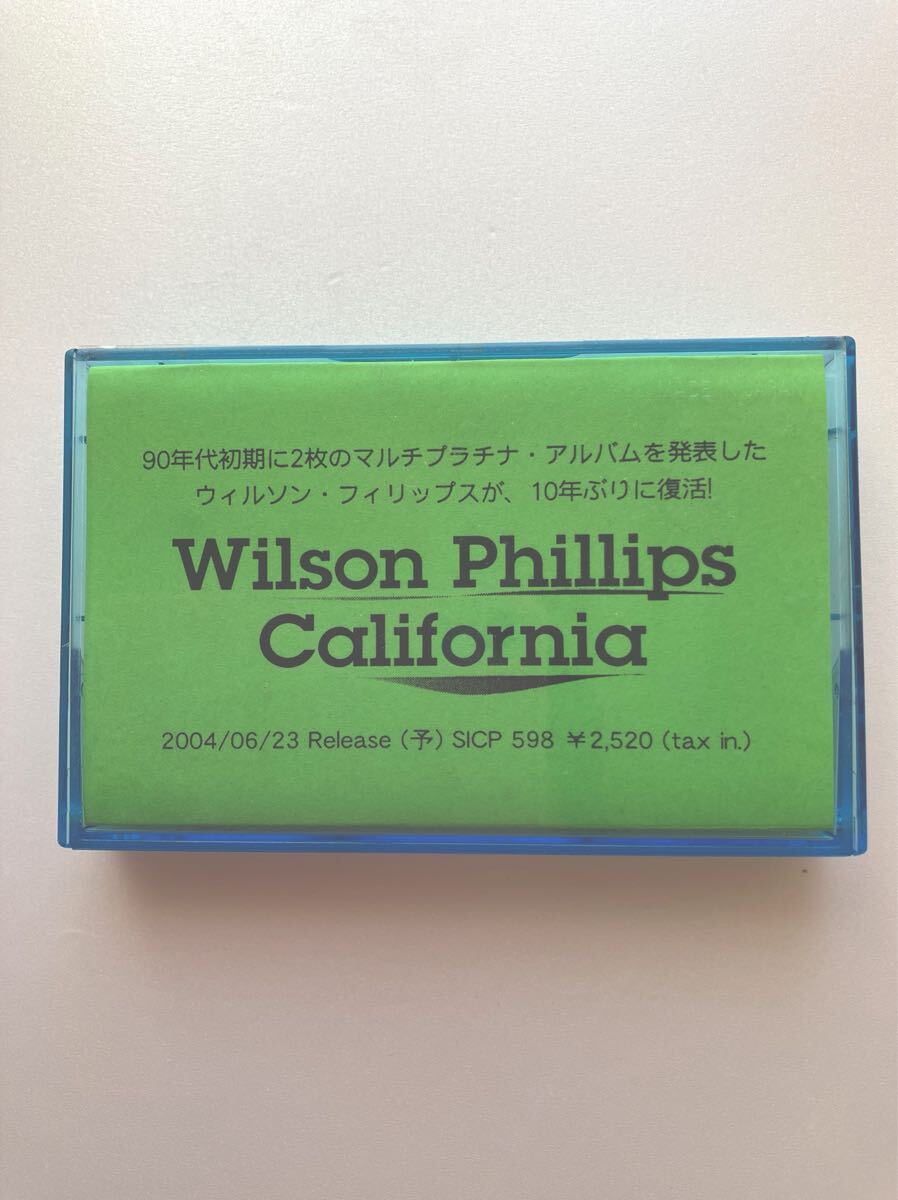 90年代初期に2枚のマルチプラチナ・アルバムを発表した
ウィルソン・フィリップスが、10年ぶりに復活!
Wilson Phillips
California
2004/06/23 Release (予) SICP 598 ¥2,520 (tax in.)